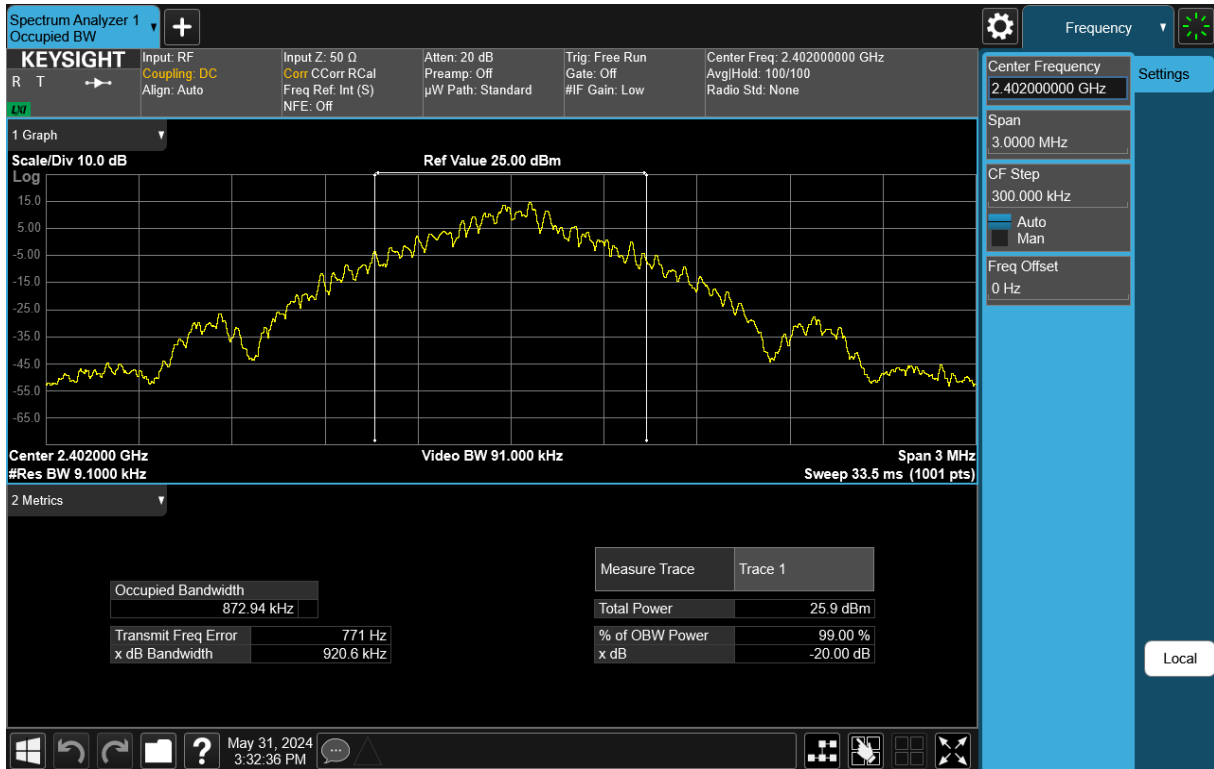 Spectrum Analyzer 1
Occupied BW
Frequency
KEYSIGHT
R T
LXI
Input: RF
Coupling: DC
Align: Auto
Input Z: 50 Ω
Corr CCorr RCal
Freq Ref: Int (S)
NFE: Off
Atten: 20 dB
Preamp: Off
µW Path: Standard
Trig: Free Run
Gate: Off
#IF Gain: Low
Center Freq: 2.402000000 GHz
Avg|Hold: 100/100
Radio Std: None
Center Frequency
2.402000000 GHz
Settings
Span
3.0000 MHz
CF Step
300.000 kHz
Auto
Man
Freq Offset
0 Hz
1 Graph
Scale/Div 10.0 dB
Ref Value 25.00 dBm
Log
15.0
5.00
-5.00
-15.0
-25.0
-35.0
-45.0
-55.0
-65.0
Center 2.402000 GHz
Video BW 91.000 kHz
Span 3 MHz
#Res BW 9.1000 kHz
Sweep 33.5 ms (1001 pts)
2 Metrics
Occupied Bandwidth
872.94 kHz
Transmit Freq Error 771 Hz
x dB Bandwidth 920.6 kHz
Measure Trace Trace 1
Total Power 25.9 dBm
% of OBW Power 99.00 %
x dB -20.00 dB
Local
?
May 31, 2024
3:32:36 PM